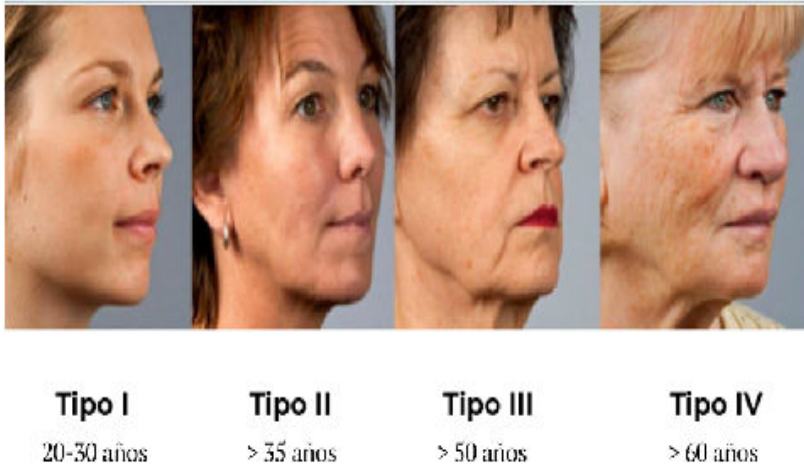 Tipo I
Tipo II
Tipo III
Tipo IV
20-30 años
> 35 años
> 50 años
> 60 años